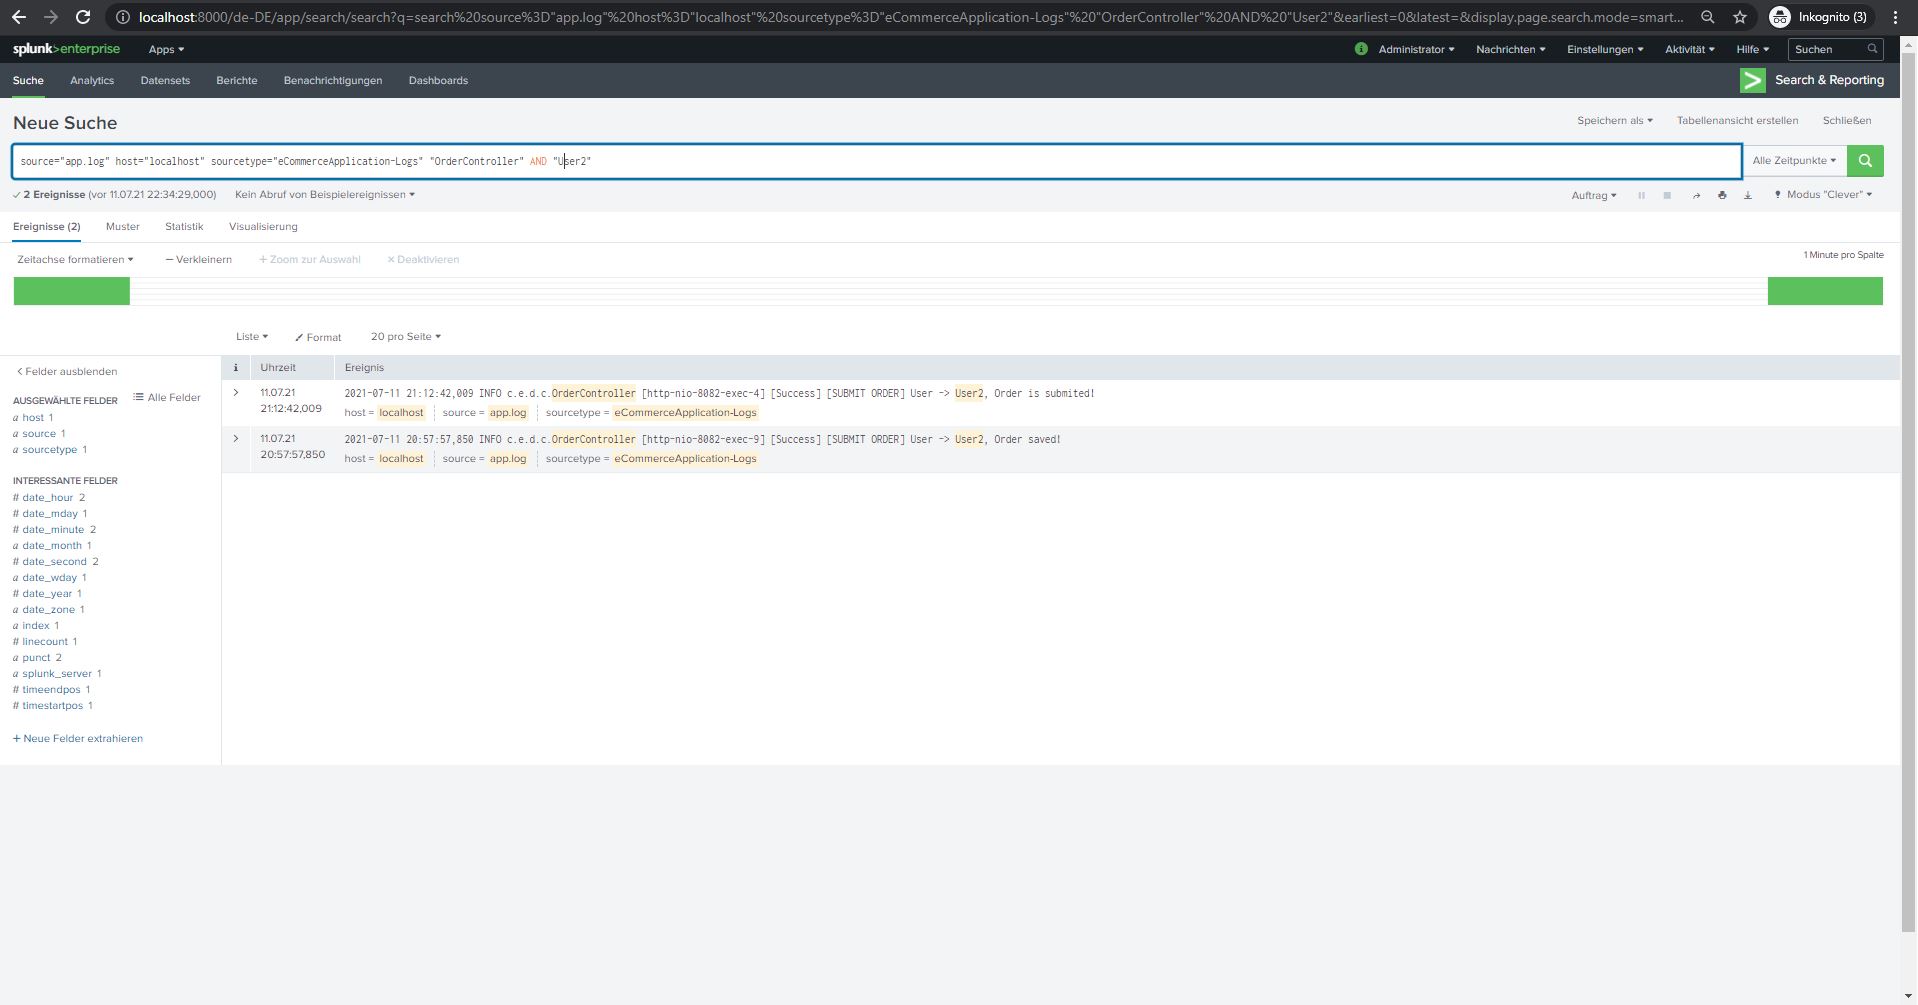 localhost:8000/de-DE/app/search/search?q=search%20source%3D"app.log"%20host%3D"localhost"%20sourcetype%3D"eCommerceApplication-Logs"%20"OrderController"%20AND%20"User2"&earliest=0&latest=&display.page.search.mode=smart... Inkognito (3)
splunk>enterprise Apps Administrator Nachrichten Einstellungen Aktivität Hilfe Suchen
Suche Analytics Datensets Berichte Benachrichtigungen Dashboards Search & Reporting
Neue Suche Speichern als Tabellenansicht erstellen Schließen
source="app.log" host="localhost" sourcetype="eCommerceApplication-Logs" "OrderController" AND "User2" Alle Zeitpunkte
✓ 2 Ereignisse (vor 11.07.21 22:34:29,000) Kein Abruf von Beispielereignissen Auftrag Modus "Clever"
Ereignisse (2) Muster Statistik Visualisierung
Zeitachse formatieren — Verkleinern + Zoom zur Auswahl × Deaktivieren 1 Minute pro Spalte
Liste Format 20 pro Seite
< Felder ausblenden
i Uhrzeit Ereignis
AUSGEWÄHLTE FELDER Alle Felder
a host 1
a source 1
a sourcetype 1
INTERESSANTE FELDER
# date_hour 2
# date_mday 1
# date_minute 2
a date_month 1
# date_second 2
a date_wday 1
# date_year 1
a date_zone 1
a index 1
# linecount 1
a punct 2
a splunk_server 1
# timeendpos 1
# timestartpos 1
+ Neue Felder extrahieren
> 11.07.21 2021-07-11 21:12:42,009 INFO c.e.d.c.OrderController [http-nio-8082-exec-4] [Success] [SUBMIT ORDER] User -> User2, Order is submited!
21:12:42,009 host = localhost source = app.log sourcetype = eCommerceApplication-Logs
> 11.07.21 2021-07-11 20:57:57,850 INFO c.e.d.c.OrderController [http-nio-8082-exec-9] [Success] [SUBMIT ORDER] User -> User2, Order saved!
20:57:57,850 host = localhost source = app.log sourcetype = eCommerceApplication-Logs